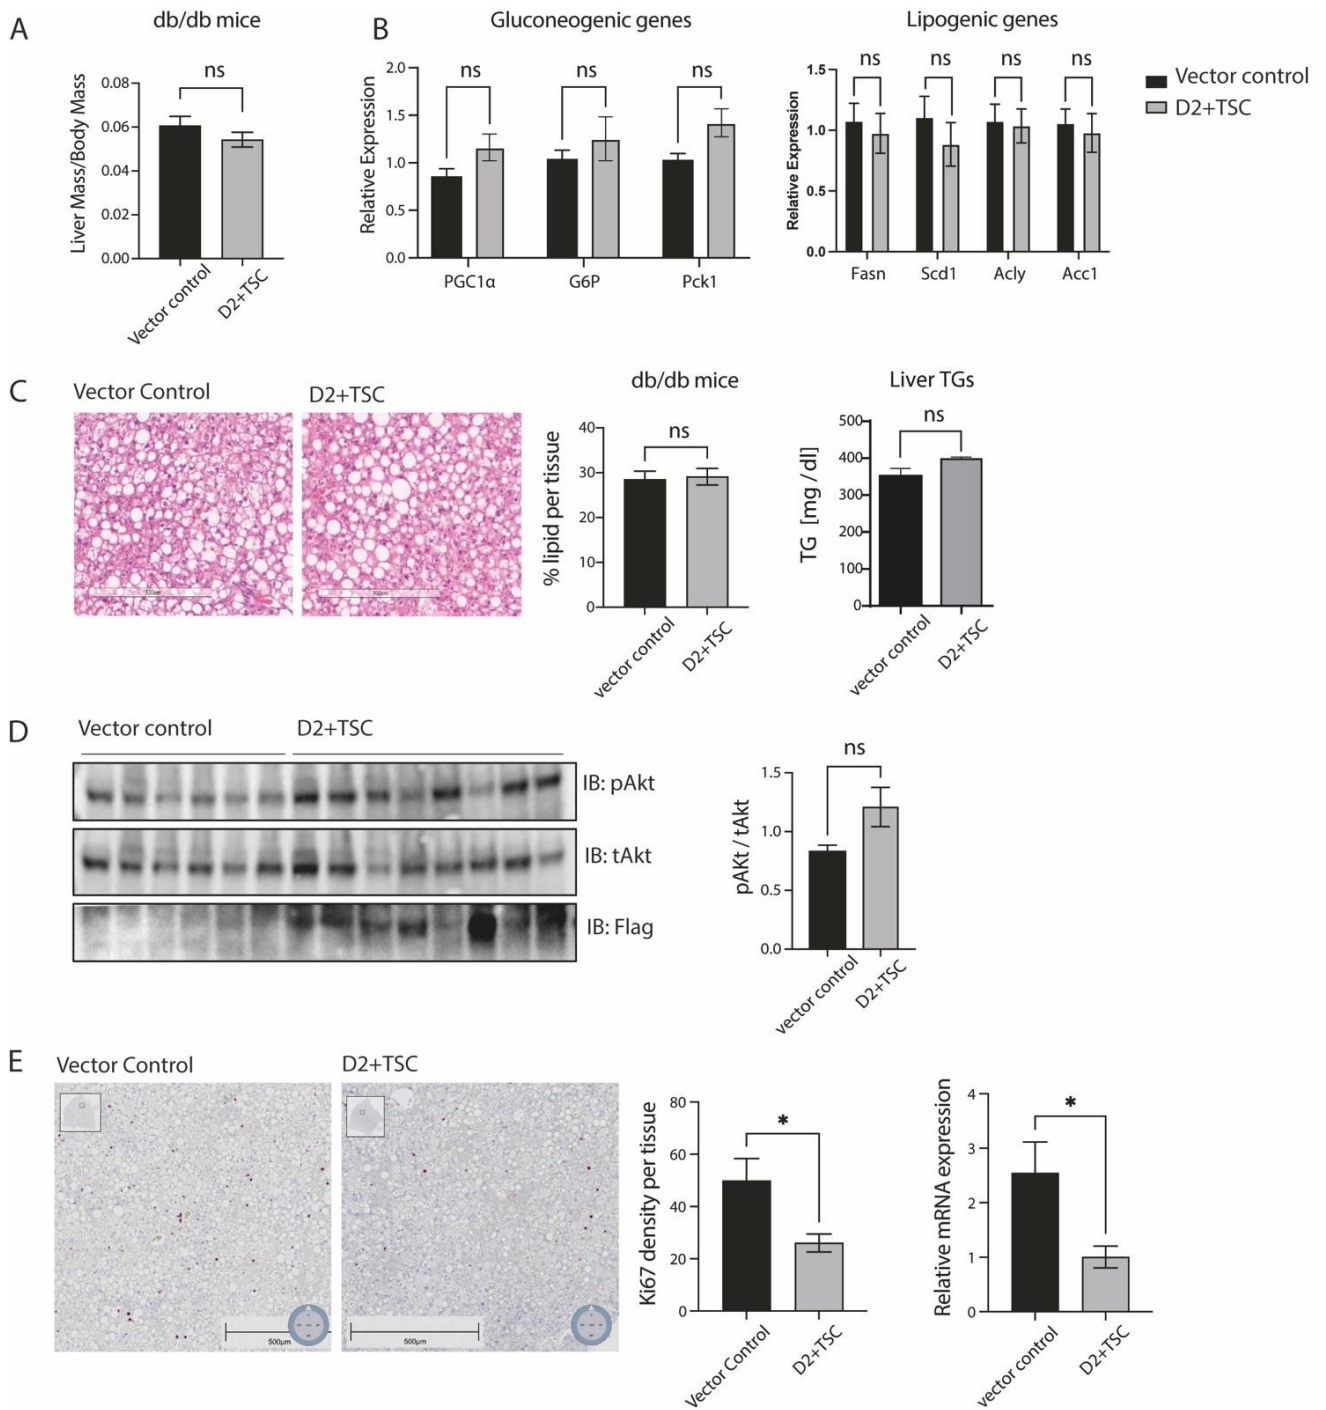 A
db/db mice
Liver Mass/Body Mass
0.08
0.06
0.04
0.02
0.00
ns
Vector control
D2+TSC
B
Gluconeogenic genes
Relative Expression
2.0
1.5
1.0
0.5
0.0
ns
ns
ns
PGC1α
G6P
Pck1
Lipogenic genes
Relative Expression
1.5
1.0
0.5
0.0
ns
ns
ns
ns
Fasn
Scd1
Acly
Acc1
Vector control
D2+TSC
C
Vector Control
D2+TSC
300µm
300µm
db/db mice
% lipid per tissue
40
30
20
10
0
ns
vector control
D2+TSC
Liver TGs
TG [mg / dl]
500
400
300
200
100
0
ns
vector control
D2+TSC
D
Vector control
D2+TSC
IB: pAkt
IB: tAkt
IB: Flag
pAKt / tAkt
1.5
1.0
0.5
0.0
ns
vector control
D2+TSC
E
Vector Control
D2+TSC
500µm
500µm
Ki67 density per tissue
80
60
40
20
0
*
Vector Control
D2+TSC
Relative mRNA expression
4
3
2
1
0
*
vector control
D2+TSC